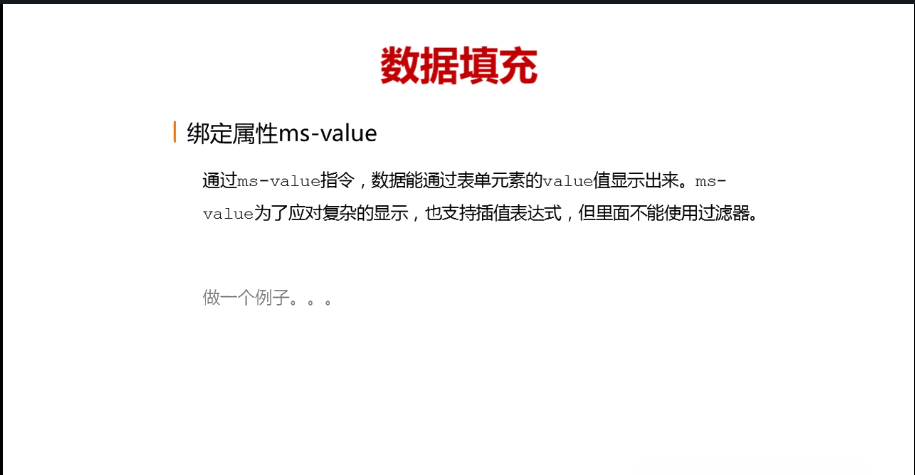 数据填充
绑定属性ms-value
通过ms-value指令，数据能通过表单元素的value值显示出来。ms-
value为了应对复杂的显示，也支持插值表达式，但里面不能使用过滤器。
做一个例子。。。